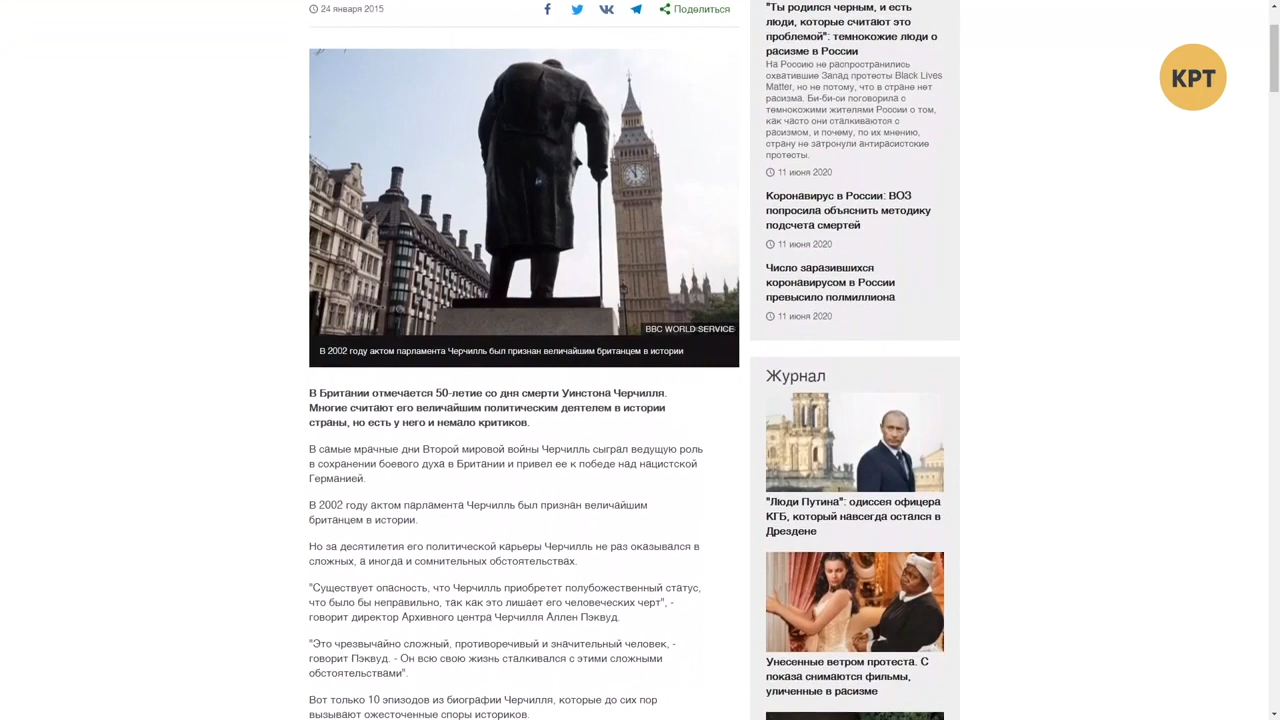 24 января 2015
Поделиться
BBC WORLD SERVICE
В 2002 году актом парламента Черчилль был признан величайшим британцем в истории
В Британии отмечается 50-летие со дня смерти Уинстона Черчилля.
Многие считают его величайшим политическим деятелем в истории
страны, но есть у него и немало критиков.
В самые мрачные дни Второй мировой войны Черчилль сыграл ведущую роль
в сохранении боевого духа в Британии и привел ее к победе над нацистской
Германией.
В 2002 году актом парламента Черчилль был признан величайшим
британцем в истории.
Но за десятилетия его политической карьеры Черчилль не раз оказывался в
сложных, а иногда и сомнительных обстоятельствах.
"Существует опасность, что Черчилль приобретет полубожественный статус,
что было бы неправильно, так как это лишает его человеческих черт", -
говорит директор Архивного центра Черчилля Аллен Пэквуд.
"Это чрезвычайно сложный, противоречивый и значительный человек, -
говорит Пэквуд. - Он всю свою жизнь сталкивался с этими сложными
обстоятельствами".
Вот только 10 эпизодов из биографии Черчилля, которые до сих пор
вызывают ожесточенные споры историков.
"Ты родился черным, и есть
люди, которые считают это
проблемой": темнокожие люди о
расизме в России
На Россию не распространились
охватившие Запад протесты Black Lives
Matter, но не потому, что в стране нет
расизма. Би-би-си поговорила с
темнокожими жителями России о том,
как часто они сталкиваются с
расизмом, и почему, по их мнению,
страну не затронули антирасистские
протесты.
11 июня 2020
Коронавирус в России: ВОЗ
попросила объяснить методику
подсчета смертей
11 июня 2020
Число заразившихся
коронавирусом в России
превысило полмиллиона
11 июня 2020
Журнал
"Люди Путина": одиссея офицера
КГБ, который навсегда остался в
Дрездене
Унесенные ветром протеста. С
показа снимаются фильмы,
уличенные в расизме
КРТ